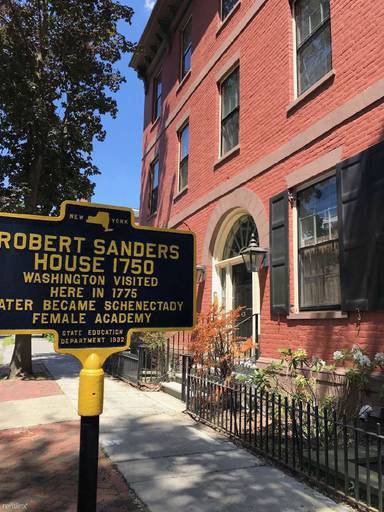 NEW YORK
ROBERT SANDERS
HOUSE 1750
WASHINGTON VISITED
HERE IN 1775
ATER BECAME SCHENECTADY
FEMALE ACADEMY
STATE EDUCATION
DEPARTMENT 1932